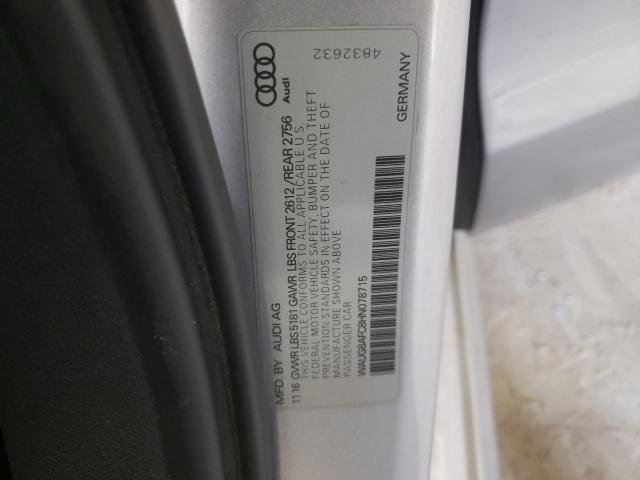 MFD. BY AUDI AG
11 16 GVWR LBS 5181 GAWR LBS FRONT 2612 / REAR 2756
THIS VEHICLE CONFORMS TO ALL APPLICABLE U S
FEDERAL MOTOR VEHICLE SAFETY, BUMPER AND THEFT
PREVENTION STANDARDS IN EFFECT ON THE DATE OF
MANUFACTURE SHOWN ABOVE
PASSENGER CAR
WAUG8AFC8HN078715
Audi
4832632
GERMANY